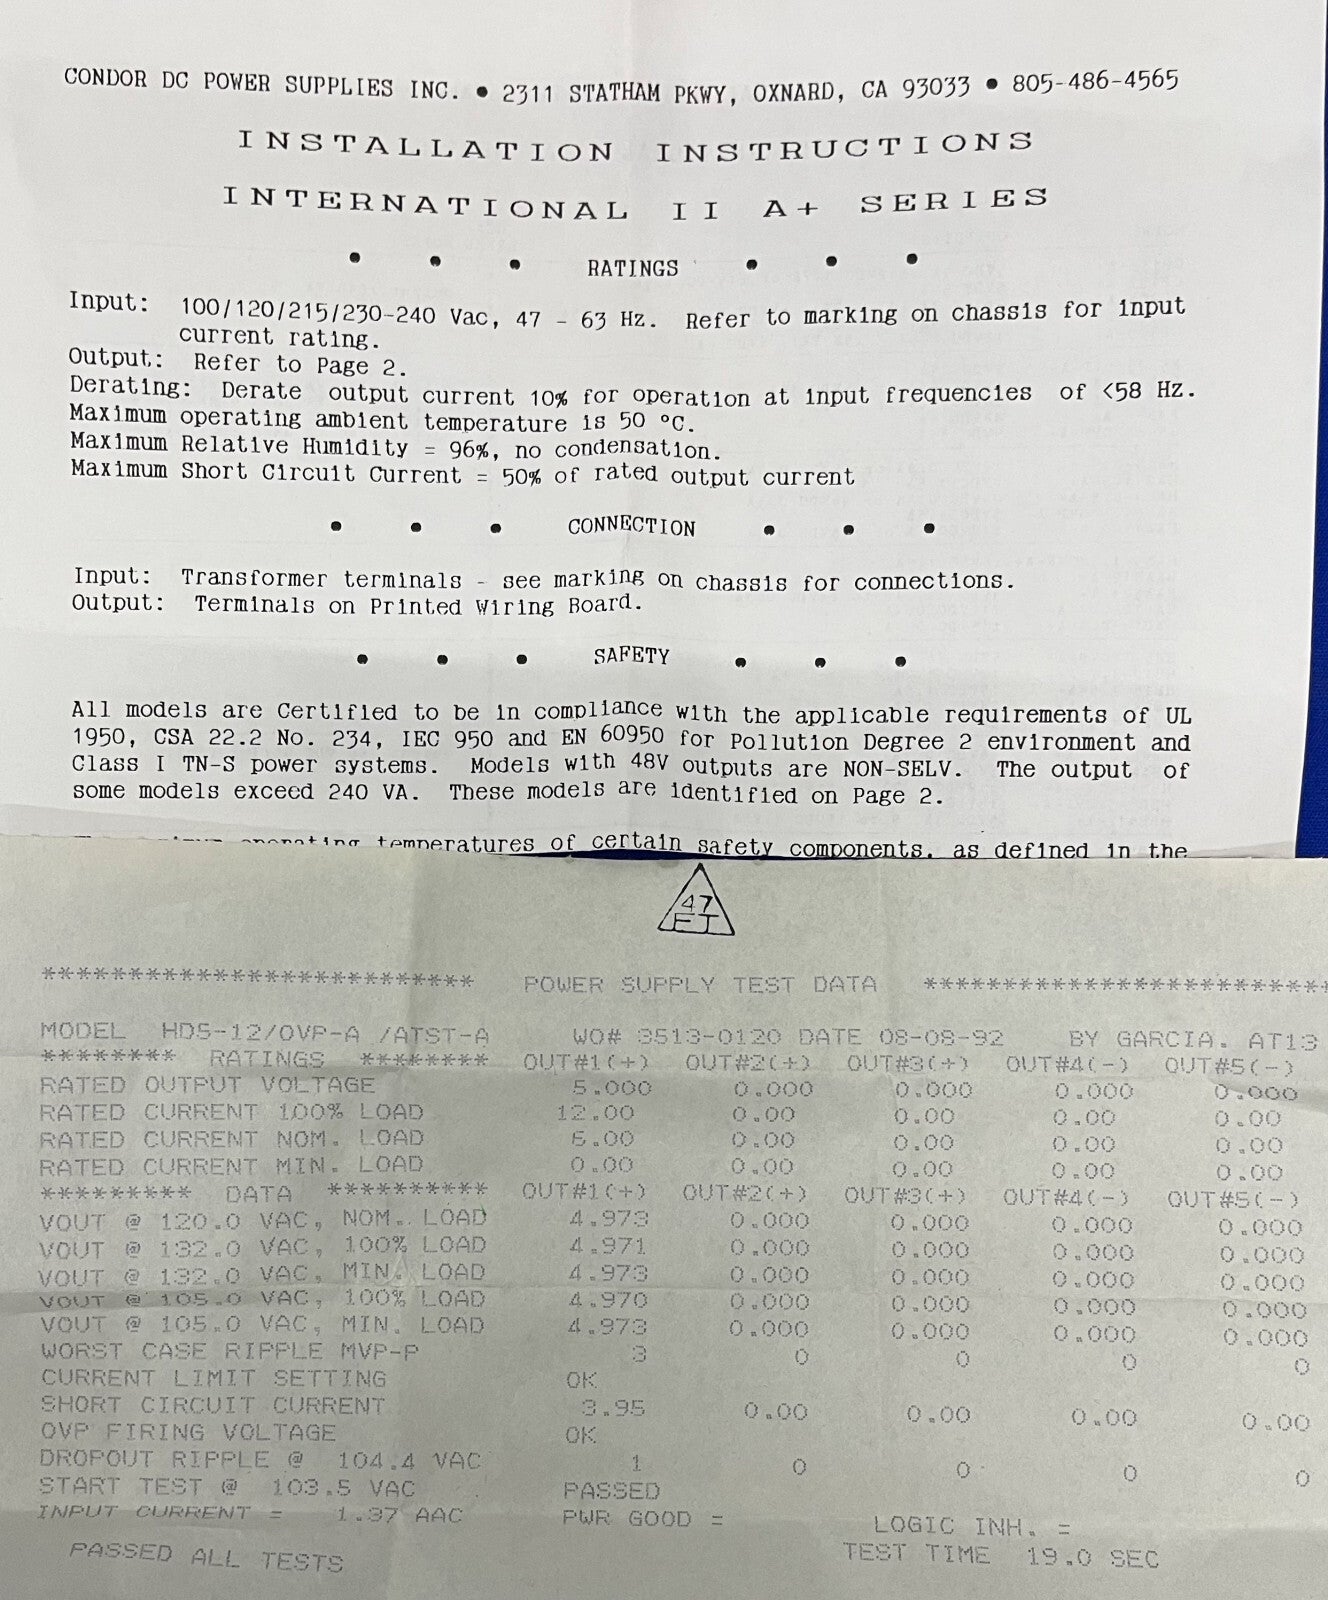 CONDOR DC POWER SUPPLIES INC. ● 2311 STATHAM PKWY, OXNARD, CA 93033 ● 805-486-4565
INSTALLATION INSTRUCTIONS
INTERNATIONAL II A+ SERIES
● ● ● RATINGS ● ● ●
Input: 100/120/215/230-240 Vac, 47 - 63 Hz. Refer to marking on chassis for input
current rating.
Output: Refer to Page 2.
Derating: Derate output current 10% for operation at input frequencies of <58 Hz.
Maximum operating ambient temperature is 50 °C.
Maximum Relative Humidity = 96%, no condensation.
Maximum Short Circuit Current = 50% of rated output current
● ● ● CONNECTION ● ● ●
Input: Transformer terminals - see marking on chassis for connections.
Output: Terminals on Printed Wiring Board.
● ● ● SAFETY ● ● ●
All models are Certified to be in compliance with the applicable requirements of UL
1950, CSA 22.2 No. 234, IEC 950 and EN 60950 for Pollution Degree 2 environment and
Class I TN-S power systems. Models with 48V outputs are NON-SELV. The output of
some models exceed 240 VA. These models are identified on Page 2.
operating temperatures of certain safety components, as defined in the
47
ET
************************** POWER SUPPLY TEST DATA **************************
MODEL HD5-12/OVP-A /ATST-A WO# 3513-0120 DATE 08-08-92 BY GARCIA. AT13
******** RATINGS ******** OUT#1(+) OUT#2(+) OUT#3(+) OUT#4(-) OUT#5(-)
RATED OUTPUT VOLTAGE 5.000 0.000 0.000 0.000 0.000
RATED CURRENT 100% LOAD 12.00 0.00 0.00 0.00 0.00
RATED CURRENT NOM. LOAD 6.00 0.00 0.00 0.00 0.00
RATED CURRENT MIN. LOAD 0.00 0.00 0.00 0.00 0.00
********* DATA ********** OUT#1(+) OUT#2(+) OUT#3(+) OUT#4(-) OUT#5(-)
VOUT @ 120.0 VAC, NOM. LOAD 4.973 0.000 0.000 0.000 0.000
VOUT @ 132.0 VAC, 100% LOAD 4.971 0.000 0.000 0.000 0.000
VOUT @ 132.0 VAC, MIN. LOAD 4.973 0.000 0.000 0.000 0.000
VOUT @ 105.0 VAC, 100% LOAD 4.970 0.000 0.000 0.000 0.000
VOUT @ 105.0 VAC, MIN. LOAD 4.973 0.000 0.000 0.000 0.000
WORST CASE RIPPLE MVP-P 3 0 0 0 0
CURRENT LIMIT SETTING OK
SHORT CIRCUIT CURRENT 3.95 0.00 0.00 0.00 0.00
OVP FIRING VOLTAGE OK
DROPOUT RIPPLE @ 104.4 VAC 1 0 0 0 0
START TEST @ 103.5 VAC PASSED
INPUT CURRENT = 1.37 AAC PWR GOOD = LOGIC INH. =
PASSED ALL TESTS TEST TIME 19.0 SEC